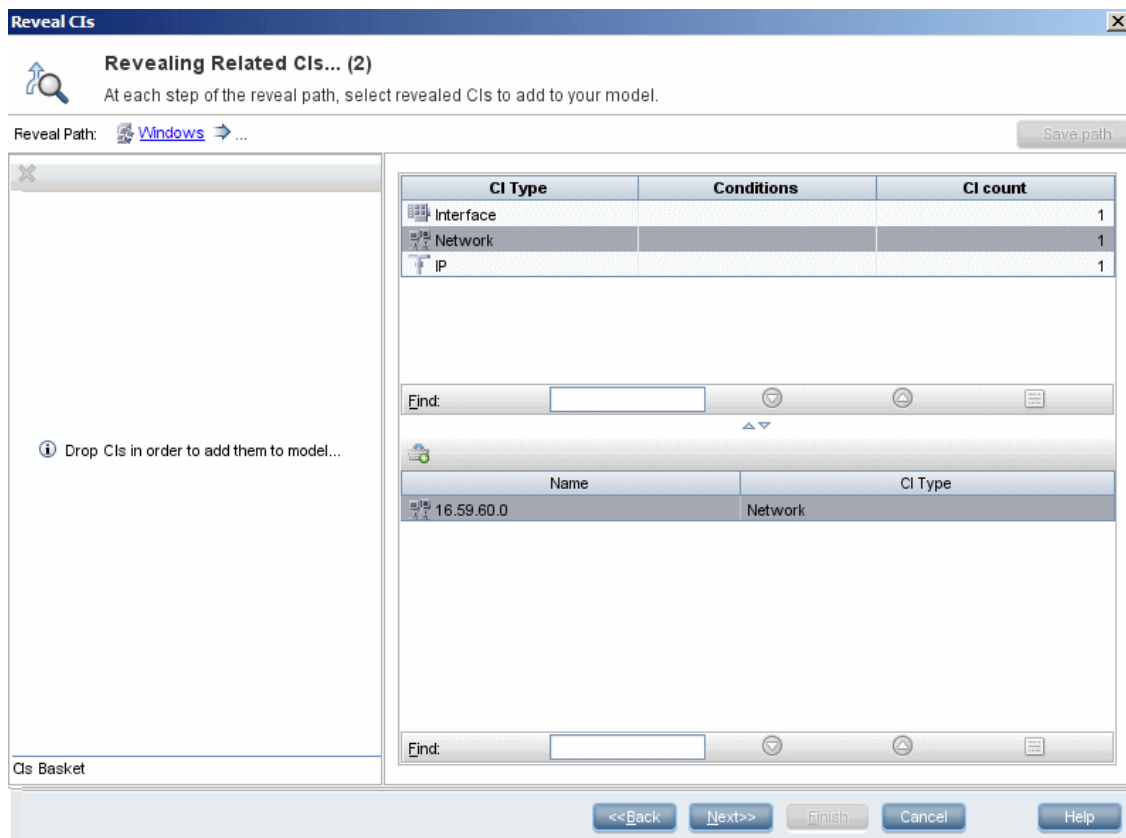 Reveal CIs
Revealing Related CIs... (2)
At each step of the reveal path, select revealed CIs to add to your model.
Reveal Path: Windows ...
Save path
CI Type Conditions CI count
Interface 1
Network 1
IP 1
Find:
Drop CIs in order to add them to model...
Name CI Type
16.59.60.0 Network
Find:
CIs Basket
<<Back Next>> Finish Cancel Help